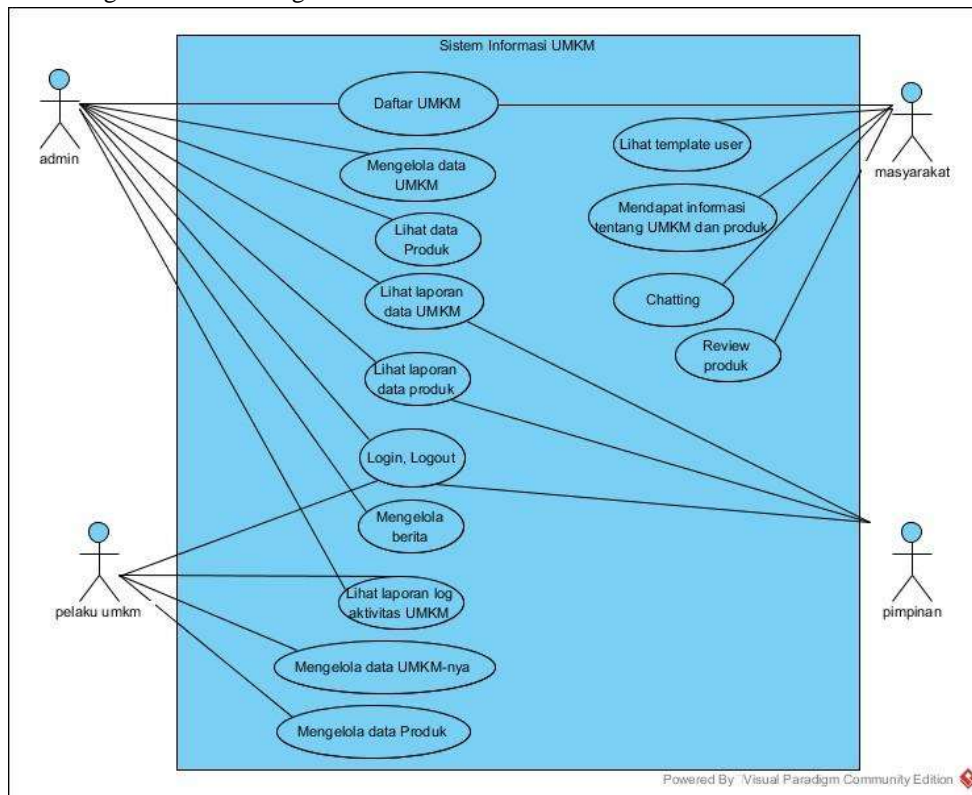 Sistem Informasi UMKM
Daftar UMKM
admin
Lihat template user
masyarakat
Mengelola data
UMKM
Mendapat informasi
tentang UMKM dan produk
Lihat data
Produk
Lihat laporan
data UMKM
Chatting
Review
produk
Lihat laporan
data produk
Login, Logout
Mengelola
berita
pelaku umkm
Lihat laporan log
aktivitas UMKM
pimpinan
Mengelola data UMKM-nya
Mengelola data Produk
Powered By Visual Paradigm Community Edition